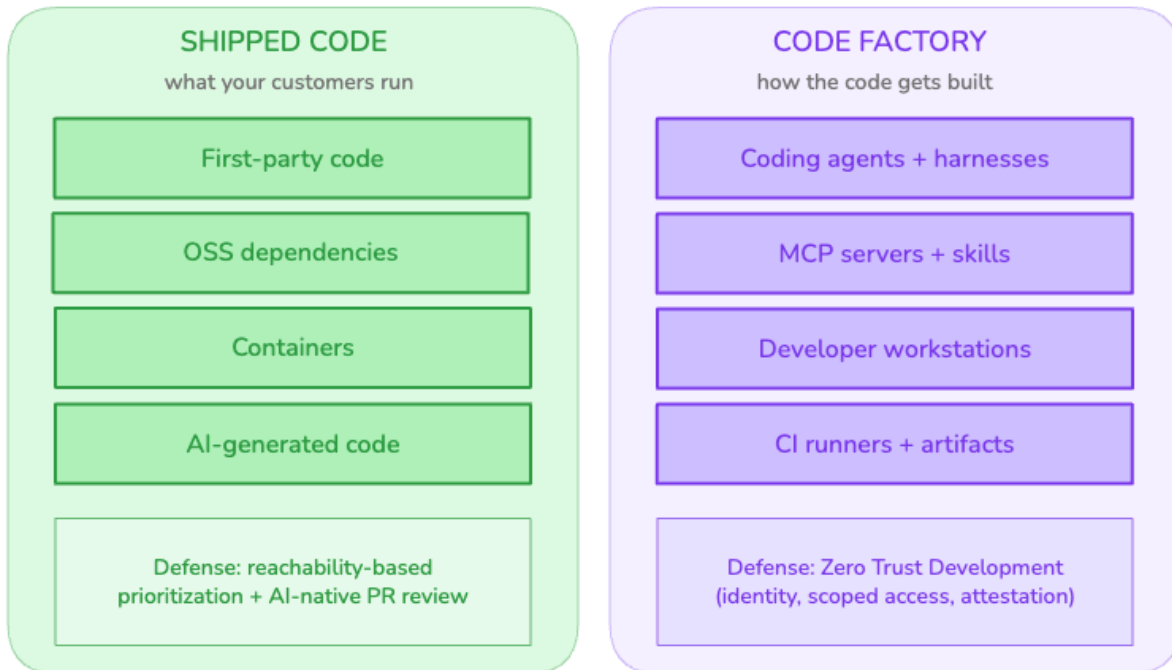 SHIPPED CODE
what your customers run
First-party code
OSS dependencies
Containers
AI-generated code
Defense: reachability-based
prioritization + AI-native PR review
CODE FACTORY
how the code gets built
Coding agents + harnesses
MCP servers + skills
Developer workstations
CI runners + artifacts
Defense: Zero Trust Development
(identity, scoped access, attestation)